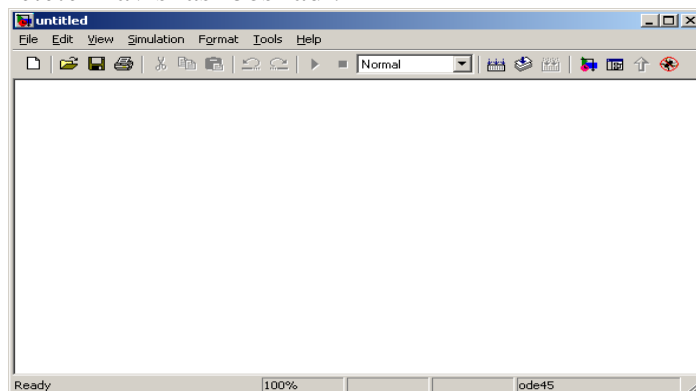 untitled
File Edit View Simulation Format Tools Help
Normal
Ready 100% ode45